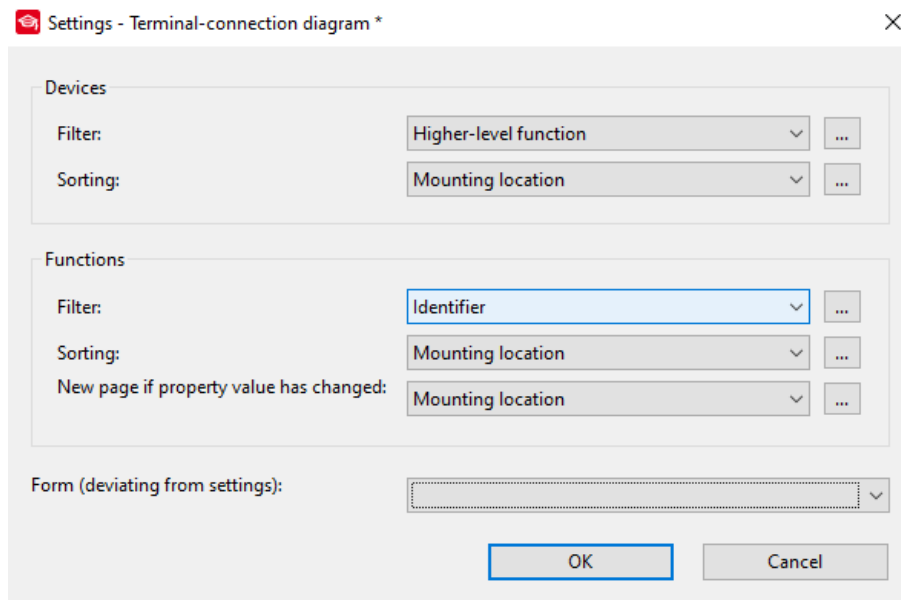 Settings - Terminal-connection diagram *
Devices
Filter: Higher-level function ...
Sorting: Mounting location ...
Functions
Filter: Identifier ...
Sorting: Mounting location ...
New page if property value has changed: Mounting location ...
Form (deviating from settings):
OK Cancel